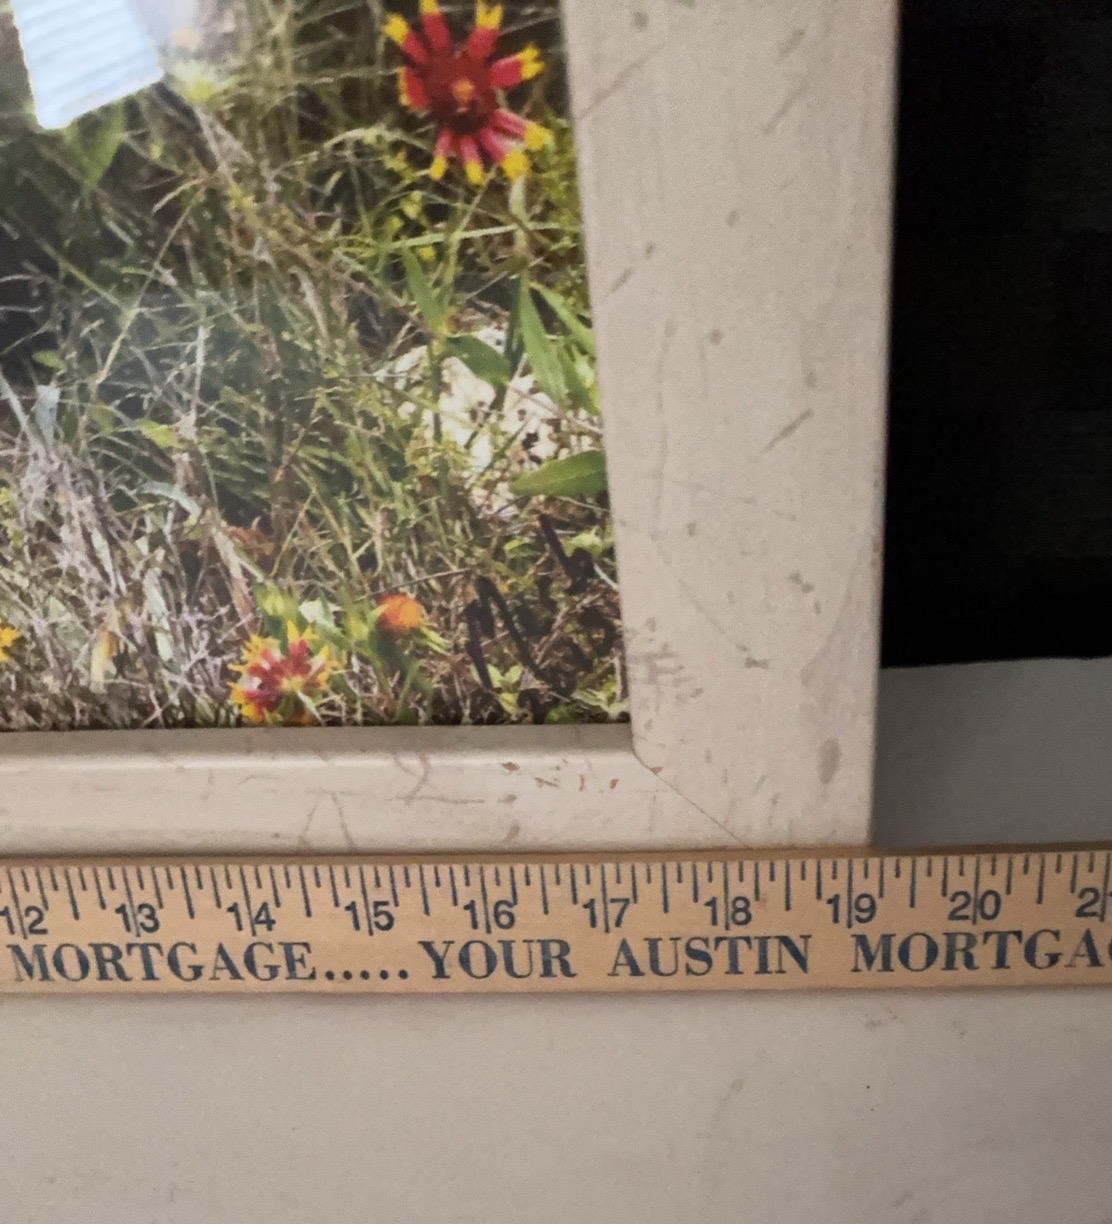 12 13 14 15 16 17 18 19 20
MORTGAGE..... YOUR AUSTIN MORTGA